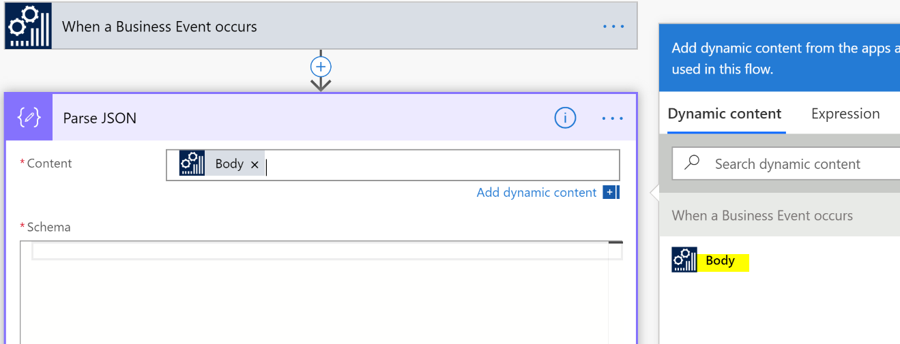 When a Business Event occurs
...
Parse JSON
...
* Content
Body ×
Add dynamic content
* Schema
Add dynamic content from the apps a
used in this flow.
Dynamic content
Expression
Search dynamic content
When a Business Event occurs
Body